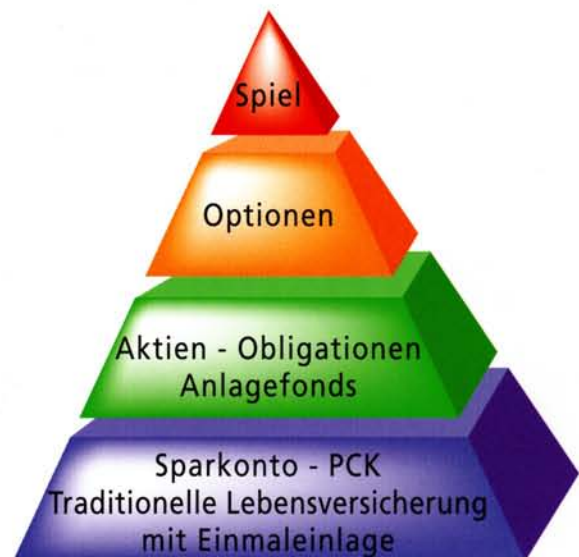 Spiel
Optionen
Aktien - Obligationen
Anlagefonds
Sparkonto - PCK
Traditionelle Lebensversicherung
mit Einmaleinlage